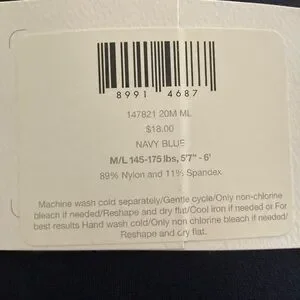 8991 4687
147821 20M ML
$18.00
NAVY BLUE
M/L 145-175 lbs, 5'7" - 6'
89% Nylon and 11% Spandex
Machine wash cold separately/Gentle cycle/Only non-chlorine
bleach if needed/Reshape and dry flat/Cool iron if needed or For
best results Hand wash cold/Only non chlorine bleach if needed/
Reshape and dry flat.